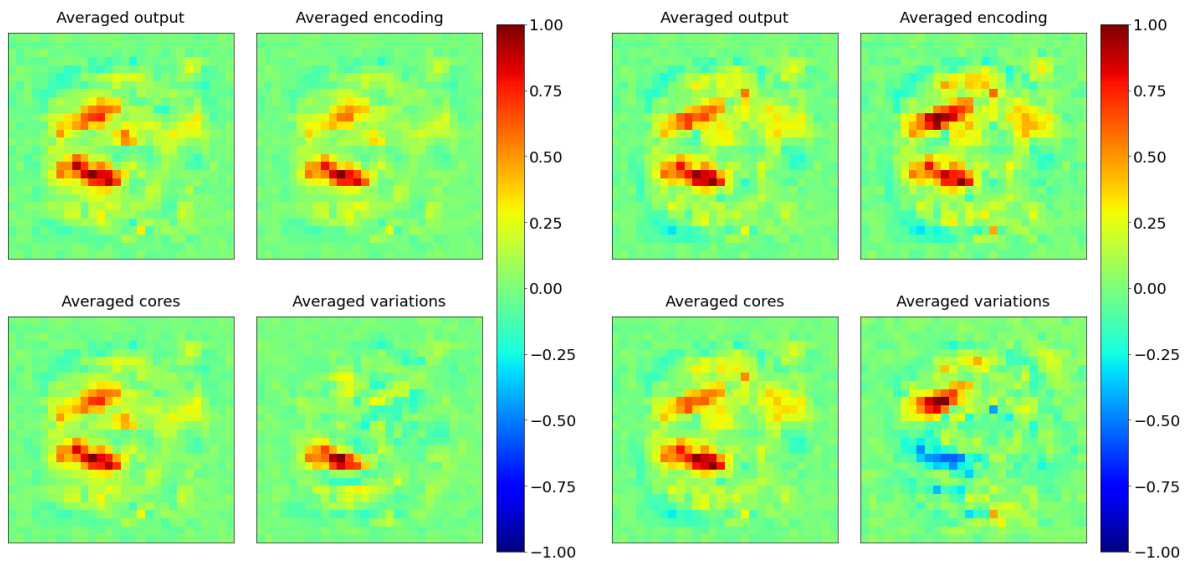 Averaged output
Averaged encoding
Averaged output
Averaged encoding
1.00
0.75
0.50
0.25
0.00
−0.25
−0.50
−0.75
−1.00
1.00
0.75
0.50
0.25
0.00
−0.25
−0.50
−0.75
−1.00
Averaged cores
Averaged variations
Averaged cores
Averaged variations